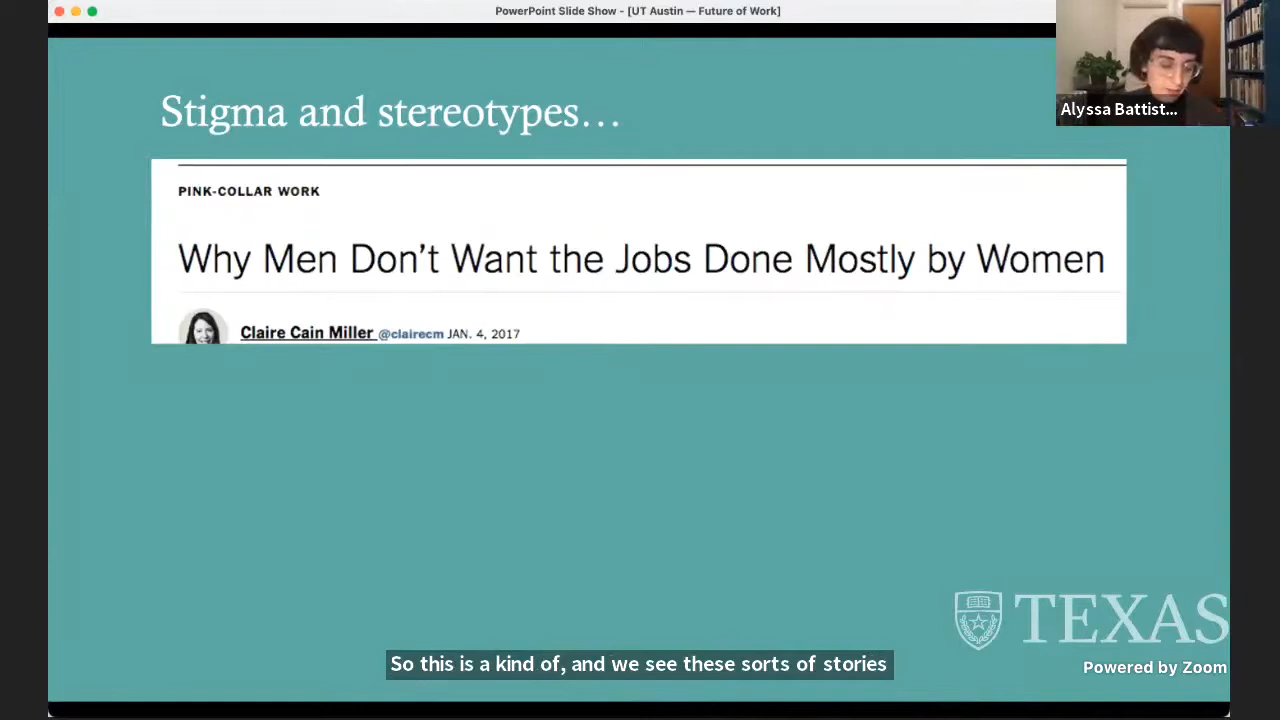 PowerPoint Slide Show - [UT Austin — Future of Work]
Alyssa Battist...
Stigma and stereotypes…
PINK-COLLAR WORK
Why Men Don’t Want the Jobs Done Mostly by Women
Claire Cain Miller @clairecm JAN. 4, 2017
TEXAS
So this is a kind of, and we see these sorts of stories
Powered by Zoom